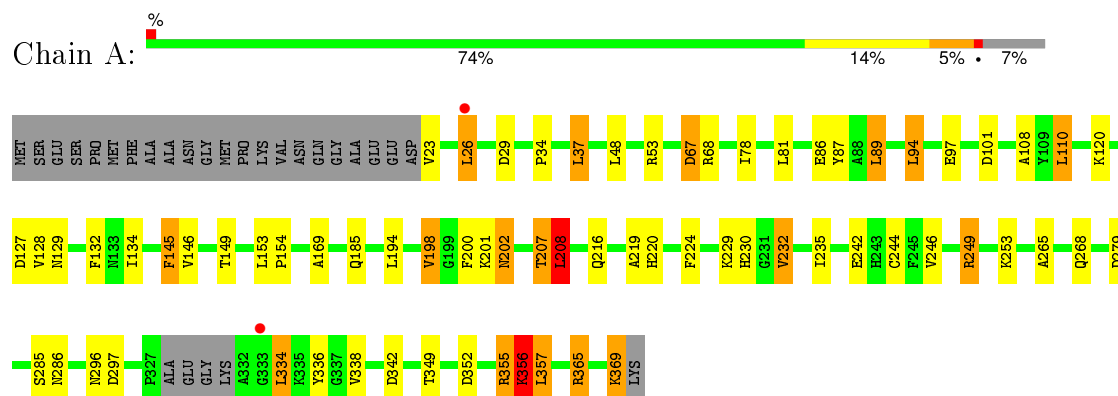 %
Chain A:
74% 14% 5% • 7%
MET SER GLU SER PRO MET PHE ALA ALA ASN GLY MET PRO LYS VAL ASN GLN GLY ALA GLU GLU ASP V23 L26 D29 P34 L37 L48 R53 D67 R68 I78 L81 E86 Y87 A88 L89 L94 E97 D101 A108 Y109 L110 K120
D127 V128 N129 F132 N133 I134 F145 V146 T149 L153 P154 A169 Q185 L194 V198 G199 F200 K201 N202 T207 L208 Q216 A219 H220 F224 K229 H230 G231 V232 I235 E242 H243 C244 F245 V246 R249 K253 A265 Q268
S285 N286 N296 D297 P327 ALA GLU GLY LYS A332 G333 L334 K335 Y336 G337 V338 D342 T349 D352 R355 K356 L357 R365 K369 LYS